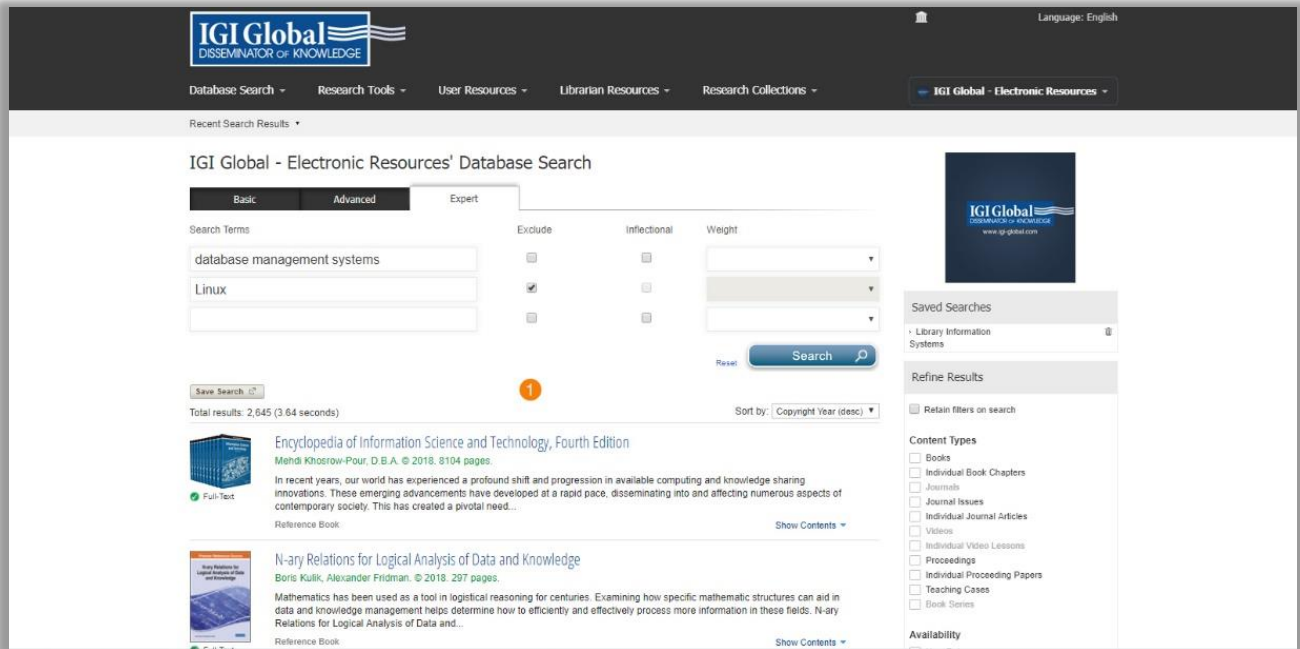 IGI Global
DISSEMINATOR OF KNOWLEDGE
Language: English
Database Search
Research Tools
User Resources
Librarian Resources
Research Collections
IGI Global - Electronic Resources
Recent Search Results
IGI Global - Electronic Resources' Database Search
Basic
Advanced
Expert
Search Terms
Exclude
Inflectional
Weight
database management systems
Linux
Reset
Search
Save Search
1
Total results: 2,645 (3.64 seconds)
Sort by: Copyright Year (desc)
Encyclopedia of Information Science and Technology, Fourth Edition
Mehdi Khosrow-Pour, D.B.A. © 2018. 8104 pages.
In recent years, our world has experienced a profound shift and progression in available computing and knowledge sharing
innovations. These emerging advancements have developed at a rapid pace, disseminating into and affecting numerous aspects of
contemporary society. This has created a pivotal need...
Full-Text
Reference Book
Show Contents
N-ary Relations for Logical Analysis of Data and Knowledge
Boris Kulik, Alexander Fridman. © 2018. 297 pages.
Mathematics has been used as a tool in logistical reasoning for centuries. Examining how specific mathematic structures can aid in
data and knowledge management helps determine how to efficiently and effectively process more information in these fields. N-ary
Relations for Logical Analysis of Data and...
N-ary Relations for
Logical Analysis of Data
and Knowledge
Reference Book
Show Contents
Full-Text
IGI Global
DISSEMINATOR OF KNOWLEDGE
www.igi-global.com
Saved Searches
Library Information
Systems
Refine Results
Retain filters on search
Content Types
Books
Individual Book Chapters
Journals
Journal Issues
Individual Journal Articles
Videos
Individual Video Lessons
Proceedings
Individual Proceeding Papers
Teaching Cases
Book Series
Availability